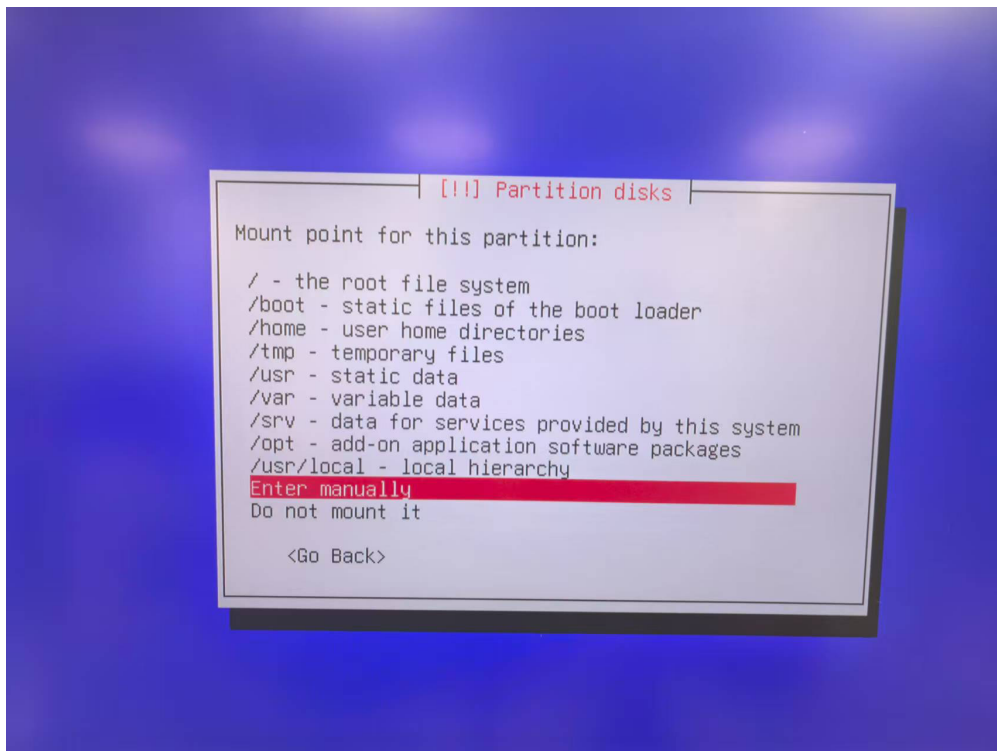 [!!] Partition disks
Mount point for this partition:
/ - the root file system
/boot - static files of the boot loader
/home - user home directories
/tmp - temporary files
/usr - static data
/var - variable data
/srv - data for services provided by this system
/opt - add-on application software packages
/usr/local - local hierarchy
Enter manually
Do not mount it
<Go Back>